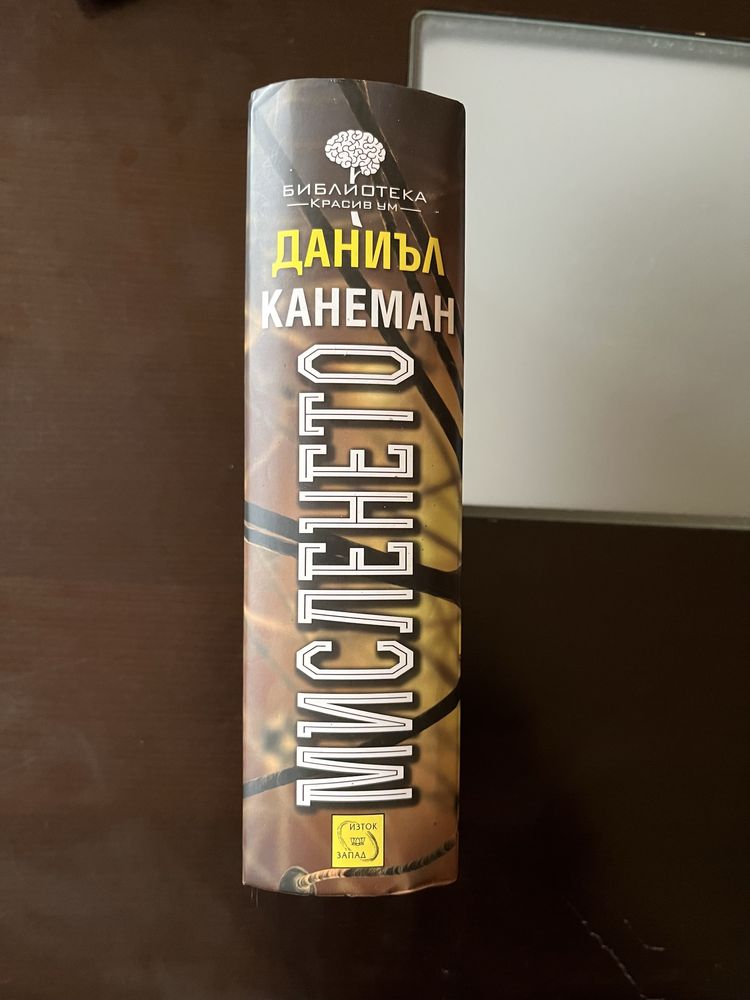 БИБЛИОТЕКА
КРАСИВ УМ
ДАНИЪЛ
КАНЕМАН
МИСЛЕНЕТО
ИЗТОК
ЗАПАД